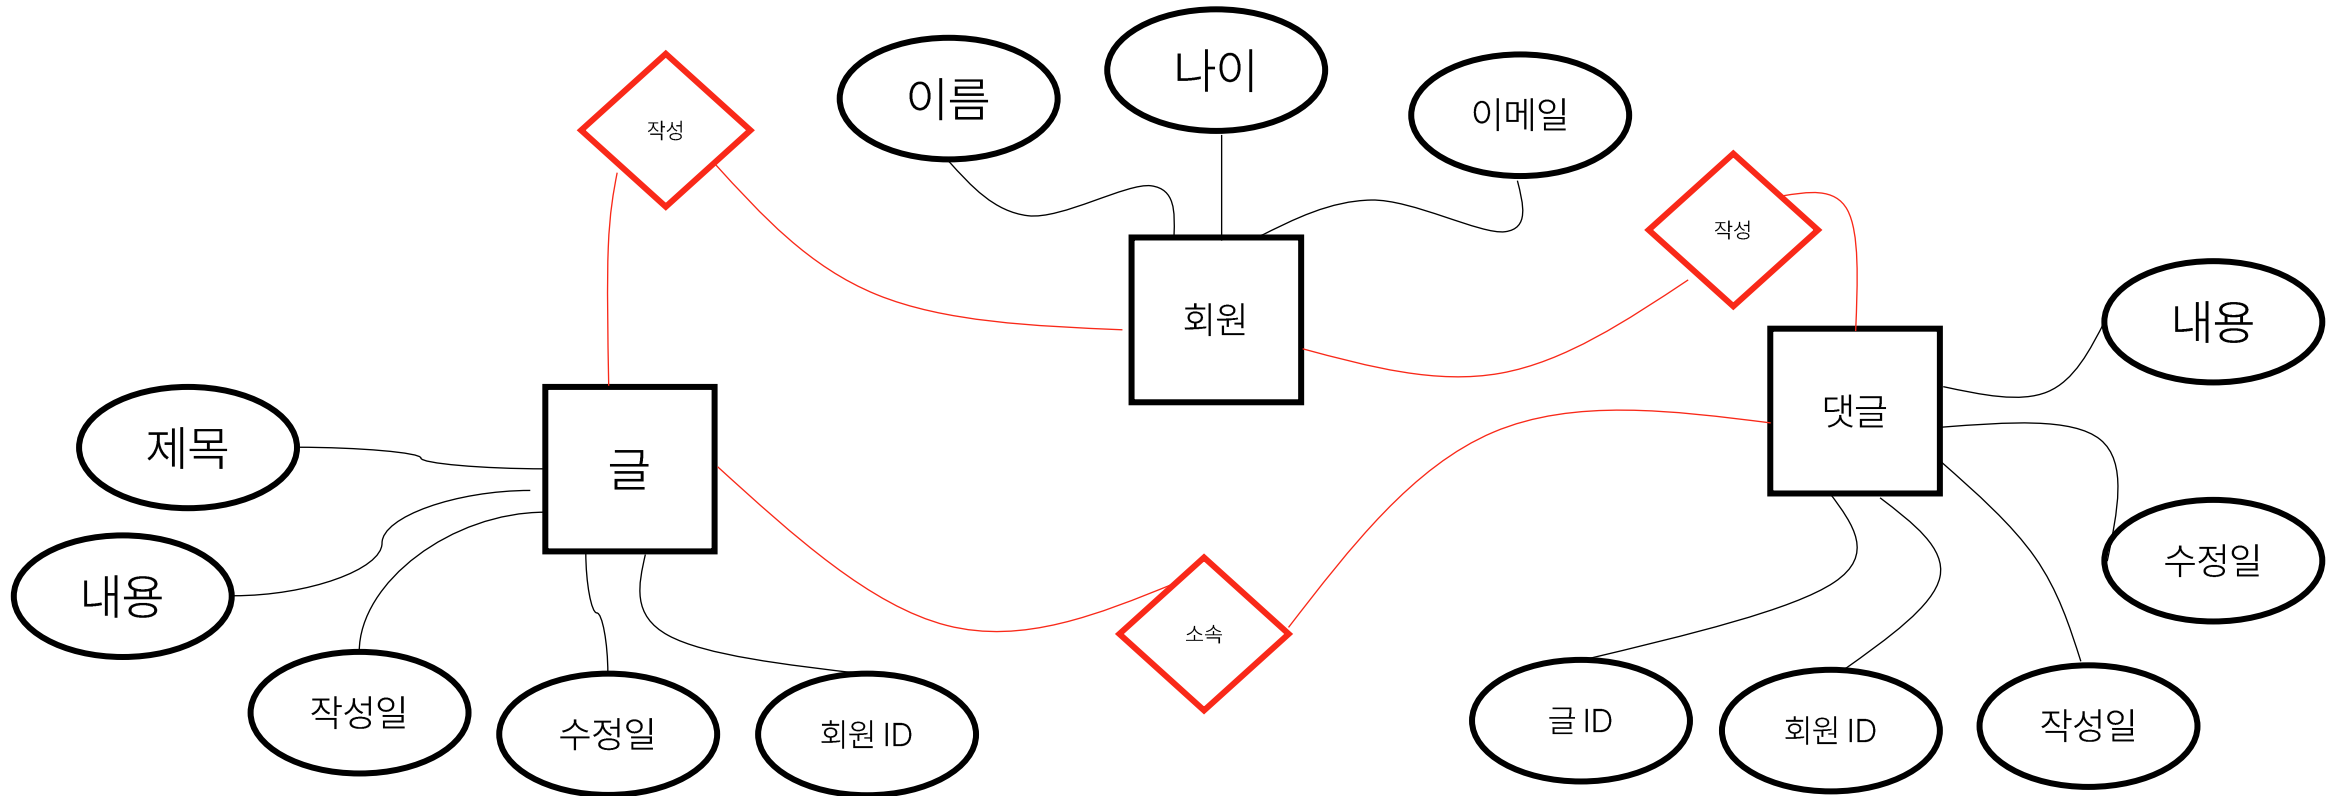 나이
이름
이메일
작성
작성
회원
내용
댓글
제목
글
수정일
내용
소속
작성일
수정일
회원 ID
글 ID
회원 ID
작성일